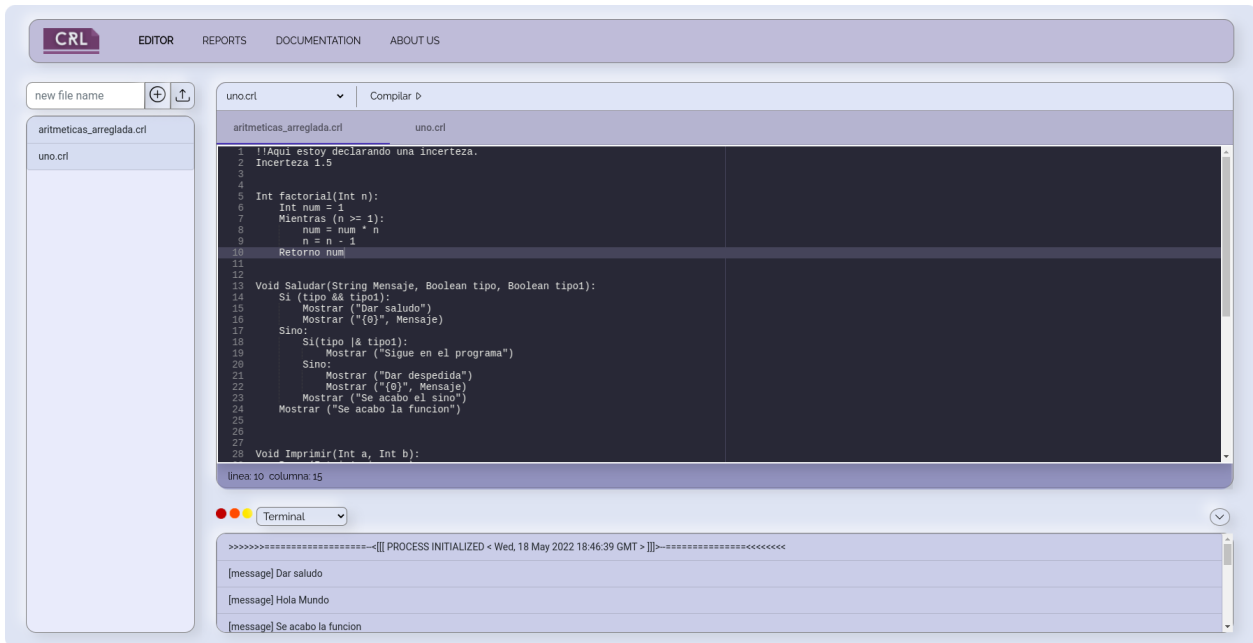 CRL
EDITOR REPORTS DOCUMENTATION ABOUT US
new file name
aritmeticas_arreglada.crl
uno.crl
uno.crl Compilar
aritmeticas_arreglada.crl uno.crl
1 !!Aqui estoy declarando una incerteza.
2 Incerteza 1.5
3
4
5 Int factorial(Int n):
6 Int num = 1
7 Mientras (n >= 1):
8 num = num * n
9 n = n - 1
10 Retorno num
11
12
13 Void Saludar(String Mensaje, Boolean tipo, Boolean tipo1):
14 Si (tipo && tipo1):
15 Mostrar ("Dar saludo")
16 Mostrar ("{0}", Mensaje)
17 Sino:
18 Si(tipo |& tipo1):
19 Mostrar ("Sigue en el programa")
20 Sino:
21 Mostrar ("Dar despedida")
22 Mostrar ("{0}", Mensaje)
23 Mostrar ("Se acabo el sino")
24 Mostrar ("Se acabo la funcion")
25
26
27
28 Void Imprimir(Int a, Int b):
linea: 10 columna: 15
Terminal
>>>>>>>===================--<[[[ PROCESS INITIALIZED < Wed, 18 May 2022 18:46:39 GMT > ]]]>--===============<<<<<<<<
[message] Dar saludo
[message] Hola Mundo
[message] Se acabo la funcion